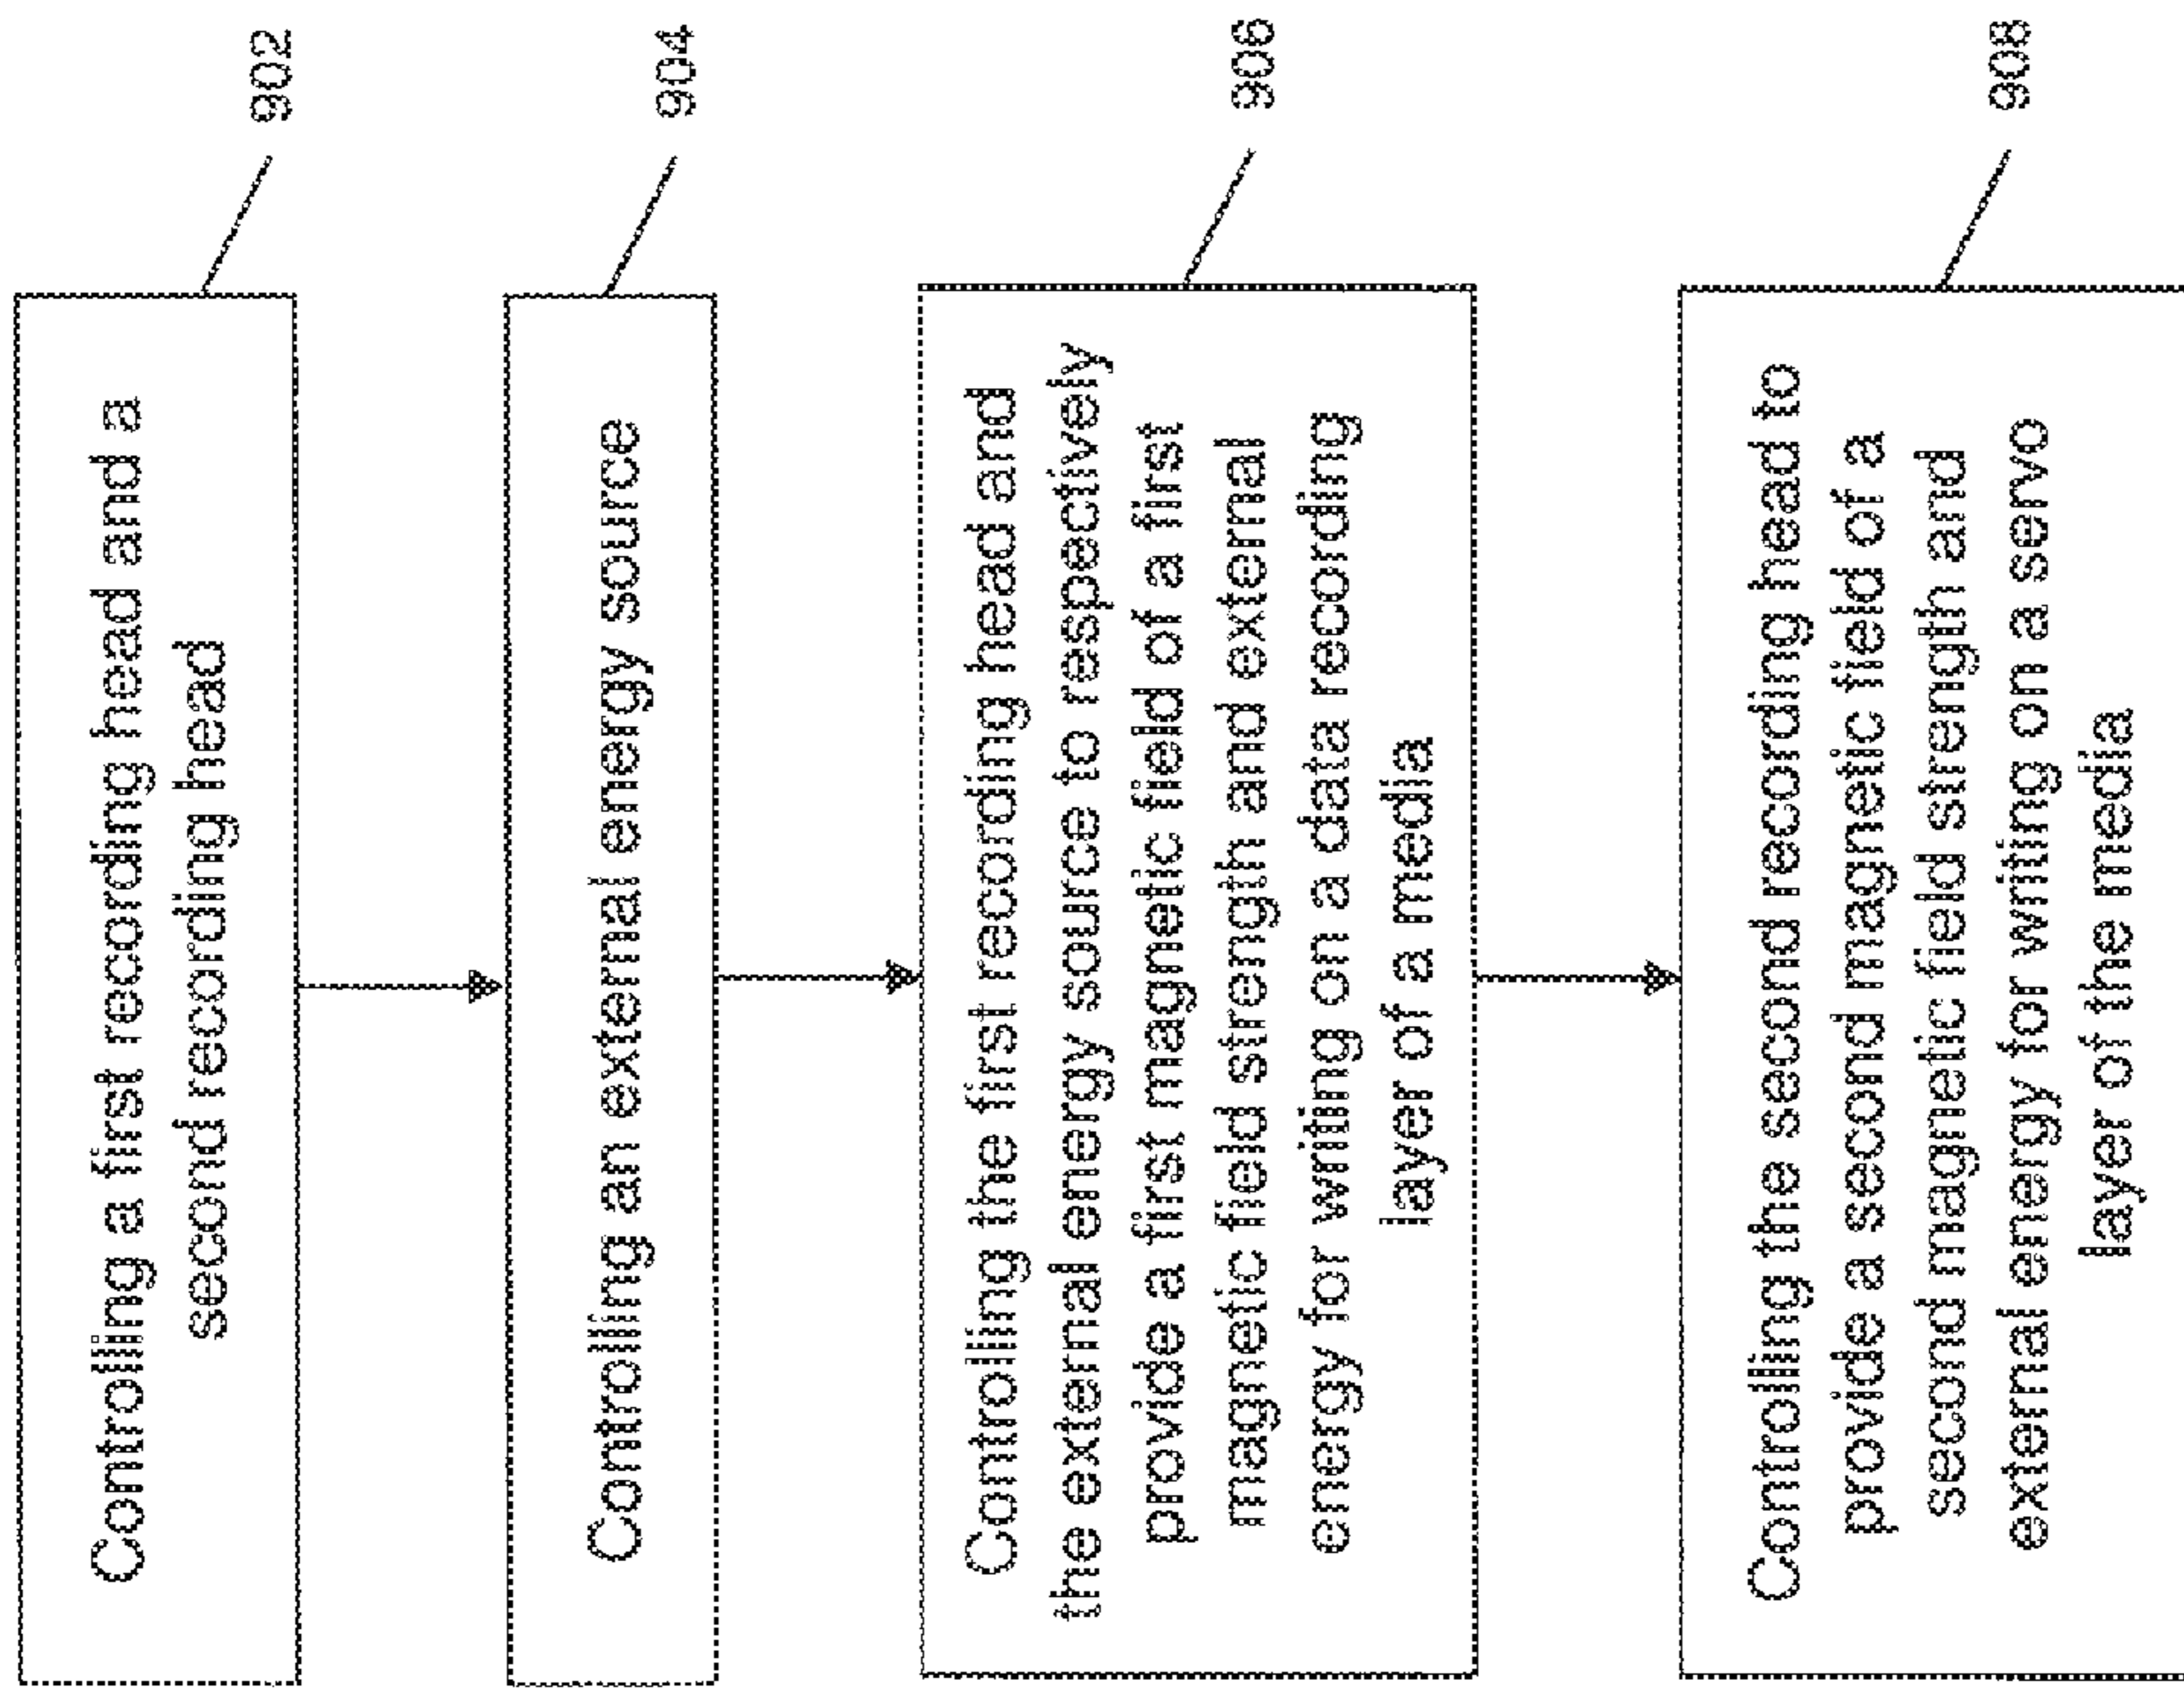 Controlling a first recording head and a
second recording head
902
Controlling an external energy source
904
Controlling the first recording head and
the external energy source to respectively
provide a first magnetic field of a first
magnetic field strength and external
energy for writing on a data recording
layer of a media
906
Controlling the second recording head to
provide a second magnetic field of a
second magnetic field strength and
external energy for writing on a servo
layer of the media
908